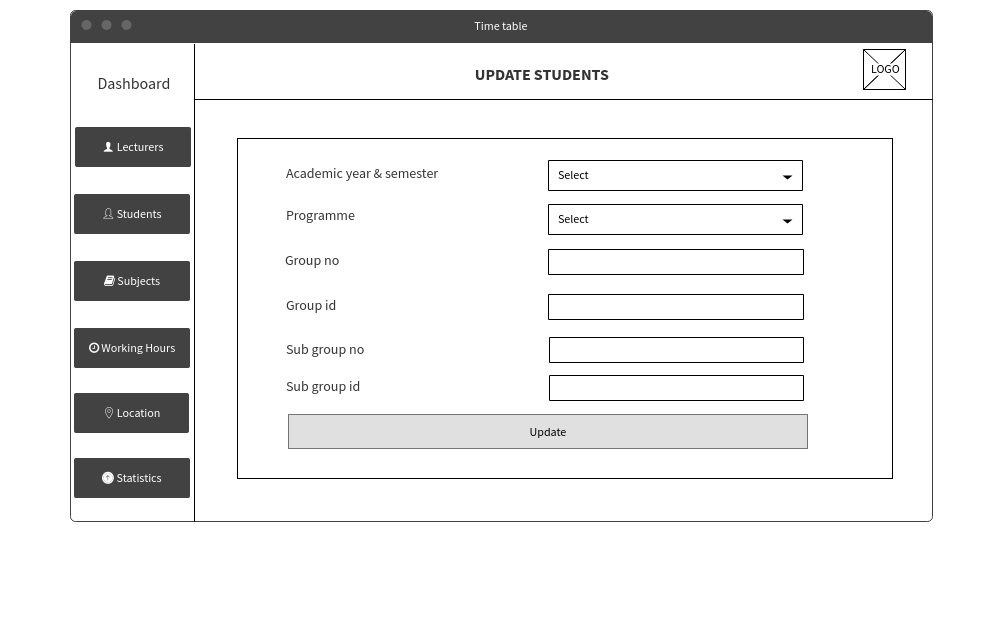 Time table
Dashboard
UPDATE STUDENTS
LOGO
Lecturers
Students
Subjects
Working Hours
Location
Statistics
Academic year & semester
Select
Programme
Select
Group no
Group id
Sub group no
Sub group id
Update